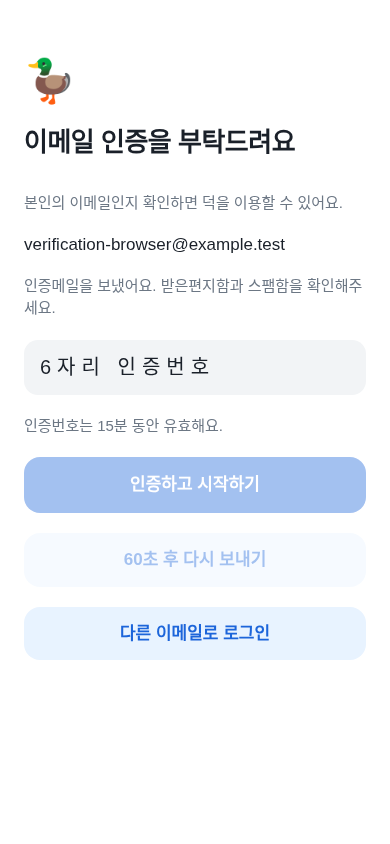 이메일 인증을 부탁드려요
본인의 이메일인지 확인하면 덕을 이용할 수 있어요.
verification-browser@example.test
인증메일을 보냈어요. 받은편지함과 스팸함을 확인해주
세요.
6자리 인증번호
인증번호는 15분 동안 유효해요.
인증하고 시작하기
60초 후 다시 보내기
다른 이메일로 로그인